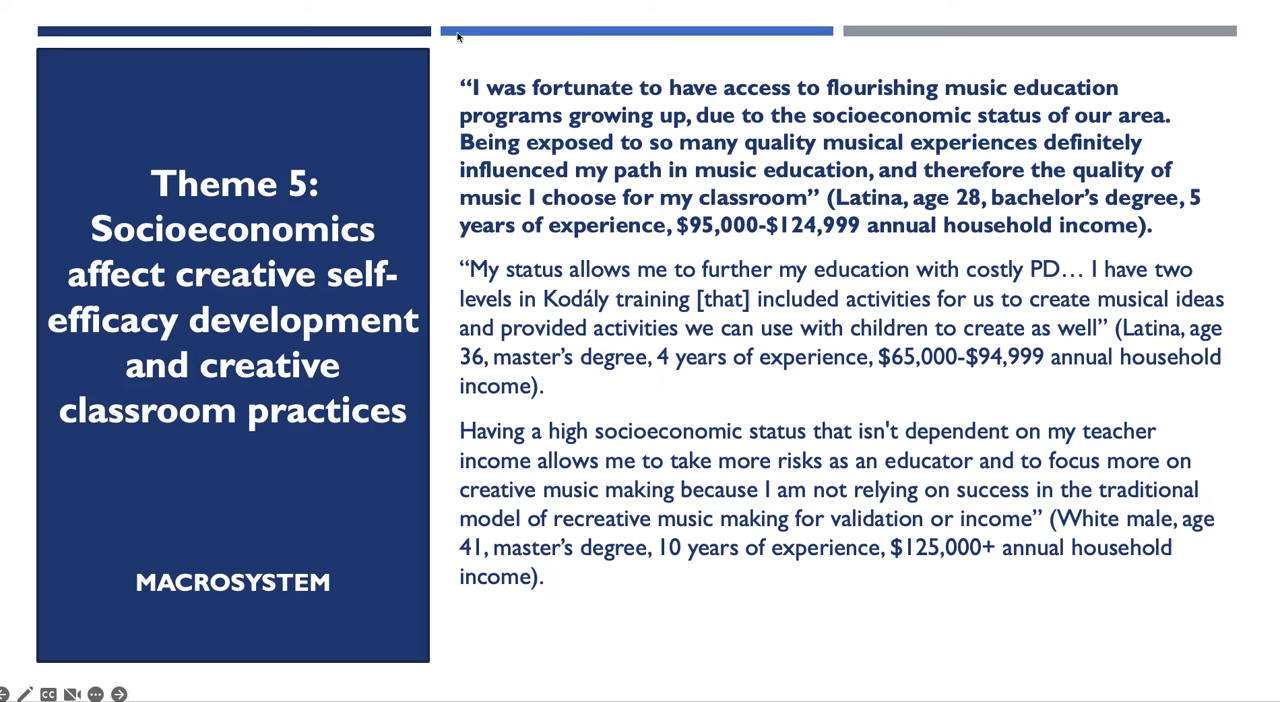 Theme 5:
Socioeconomics
affect creative self-
efficacy development
and creative
classroom practices
MACROSYSTEM
“I was fortunate to have access to flourishing music education
programs growing up, due to the socioeconomic status of our area.
Being exposed to so many quality musical experiences definitely
influenced my path in music education, and therefore the quality of
music I choose for my classroom” (Latina, age 28, bachelor’s degree, 5
years of experience, $95,000-$124,999 annual household income).
“My status allows me to further my education with costly PD… I have two
levels in Kodály training [that] included activities for us to create musical ideas
and provided activities we can use with children to create as well” (Latina, age
36, master’s degree, 4 years of experience, $65,000-$94,999 annual household
income).
Having a high socioeconomic status that isn't dependent on my teacher
income allows me to take more risks as an educator and to focus more on
creative music making because I am not relying on success in the traditional
model of recreative music making for validation or income” (White male, age
41, master’s degree, 10 years of experience, $125,000+ annual household
income).
CC